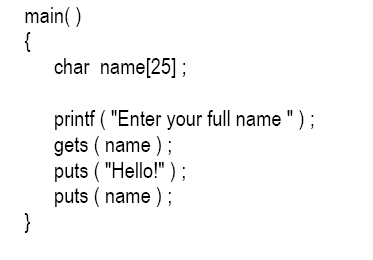 main( )
{
char  name[25] ;
printf ( "Enter your full name " ) ;
gets ( name ) ;
puts ( "Hello!" ) ;
puts ( name ) ;
}